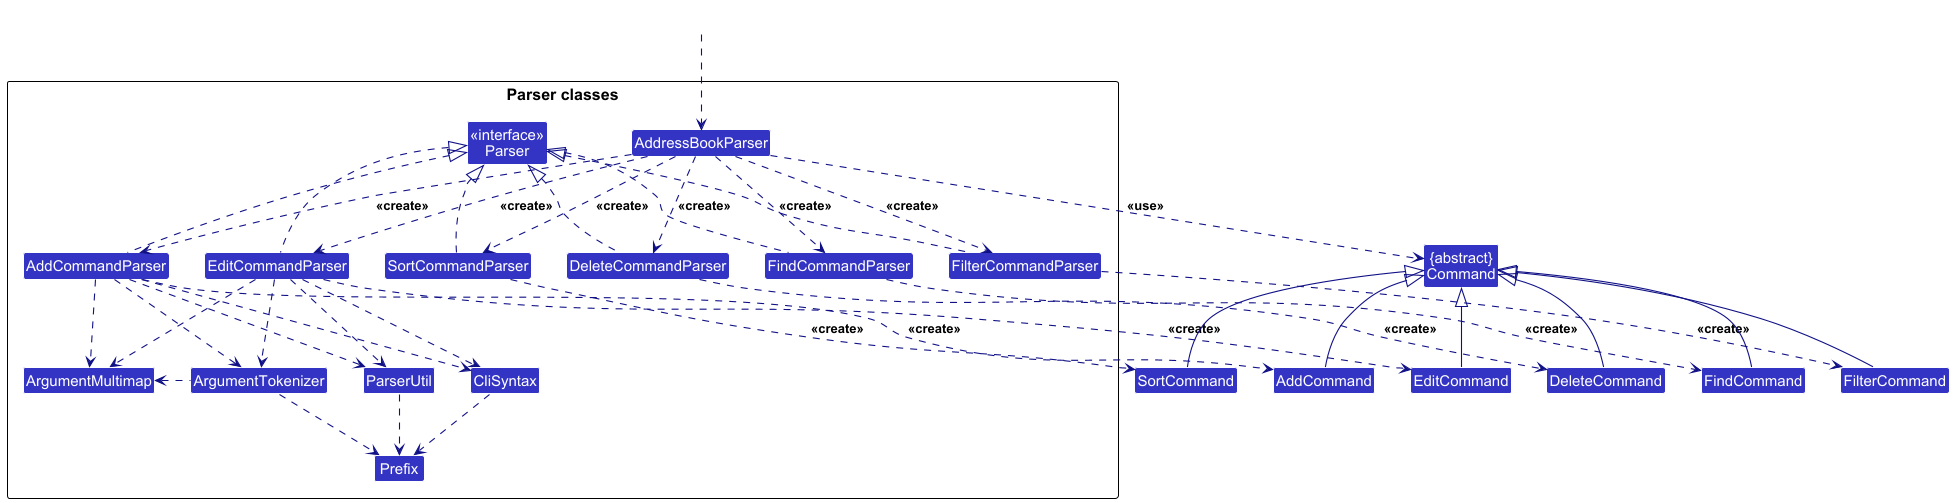 Parser classes
«interface»
Parser
AddressBookParser
«create»
«create»
«create»
«create»
«create»
«create»
«use»
AddCommandParser
EditCommandParser
SortCommandParser
DeleteCommandParser
FindCommandParser
FilterCommandParser
{abstract}
Command
«create»
«create»
«create»
«create»
«create»
«create»
ArgumentMultimap
ArgumentTokenizer
ParserUtil
CliSyntax
SortCommand
AddCommand
EditCommand
DeleteCommand
FindCommand
FilterCommand
Prefix